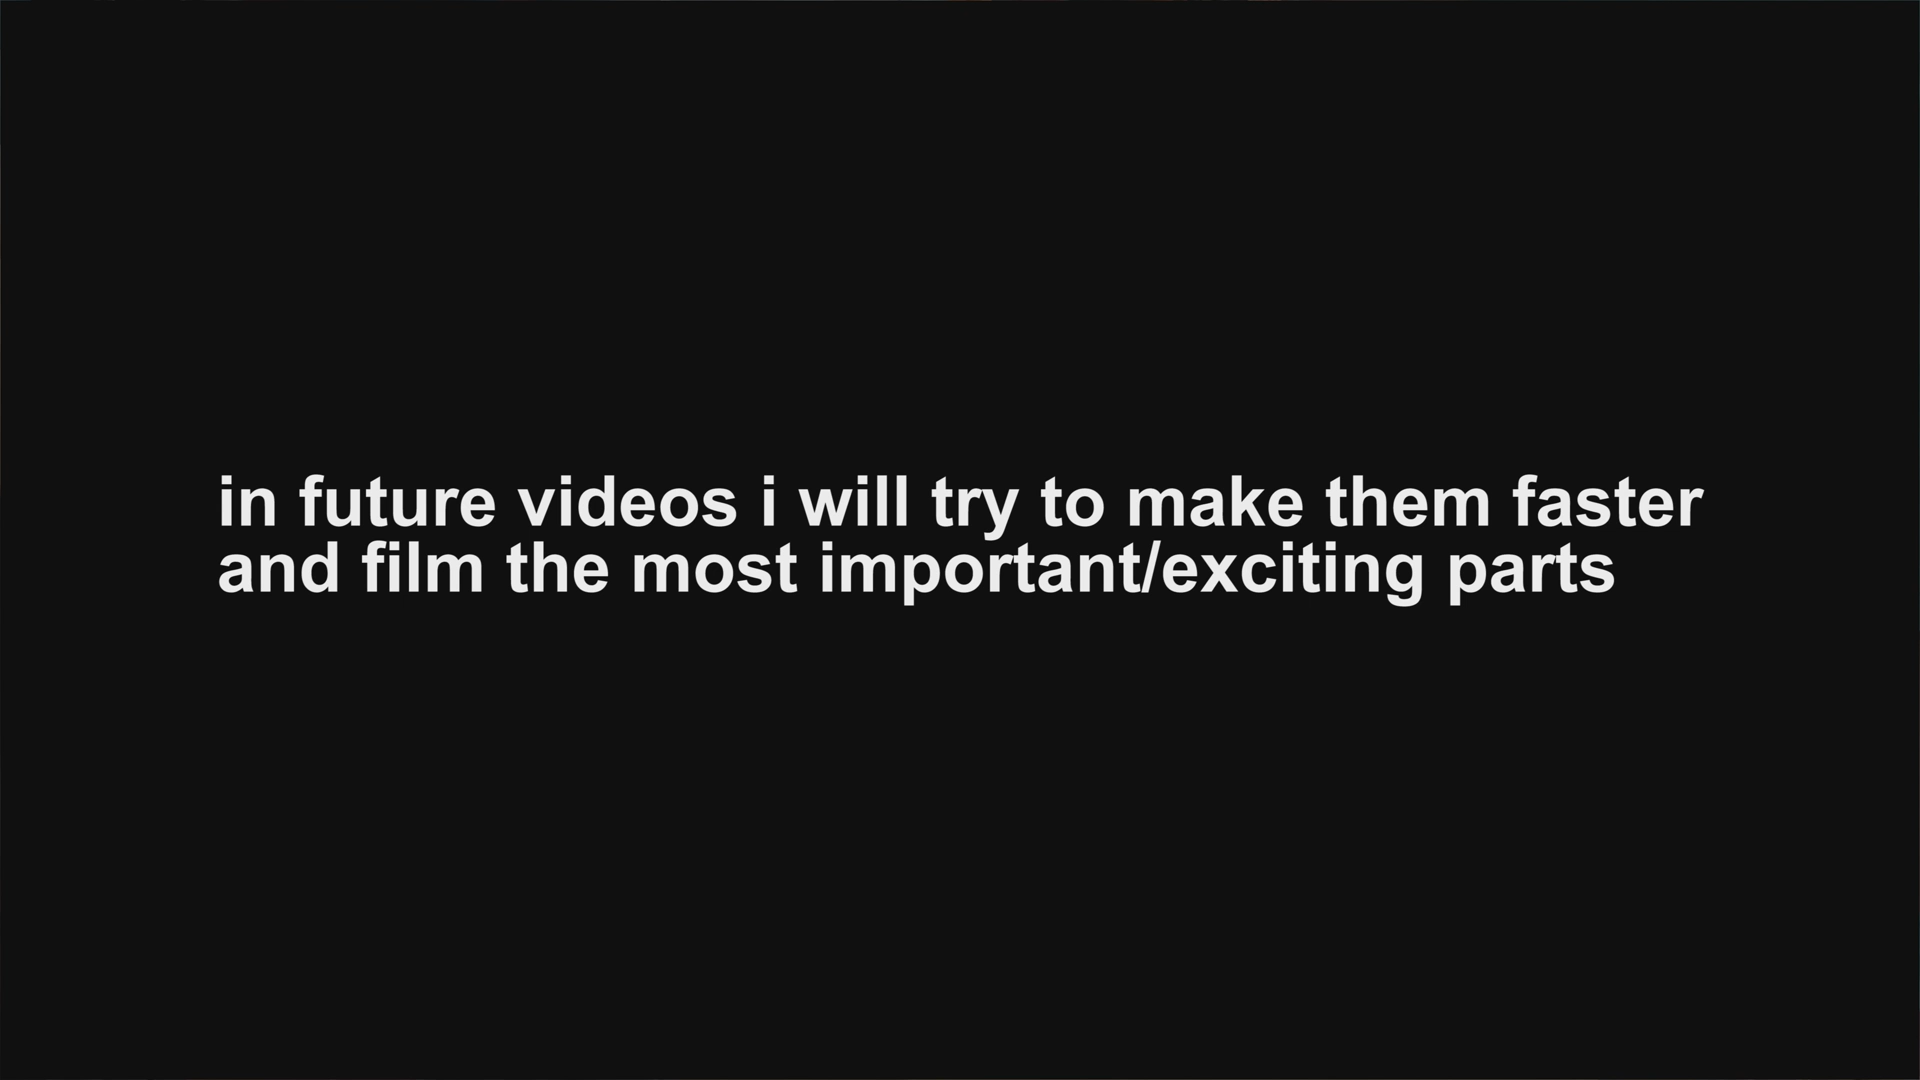 in future videos i will try to make them faster
and film the most important/exciting parts